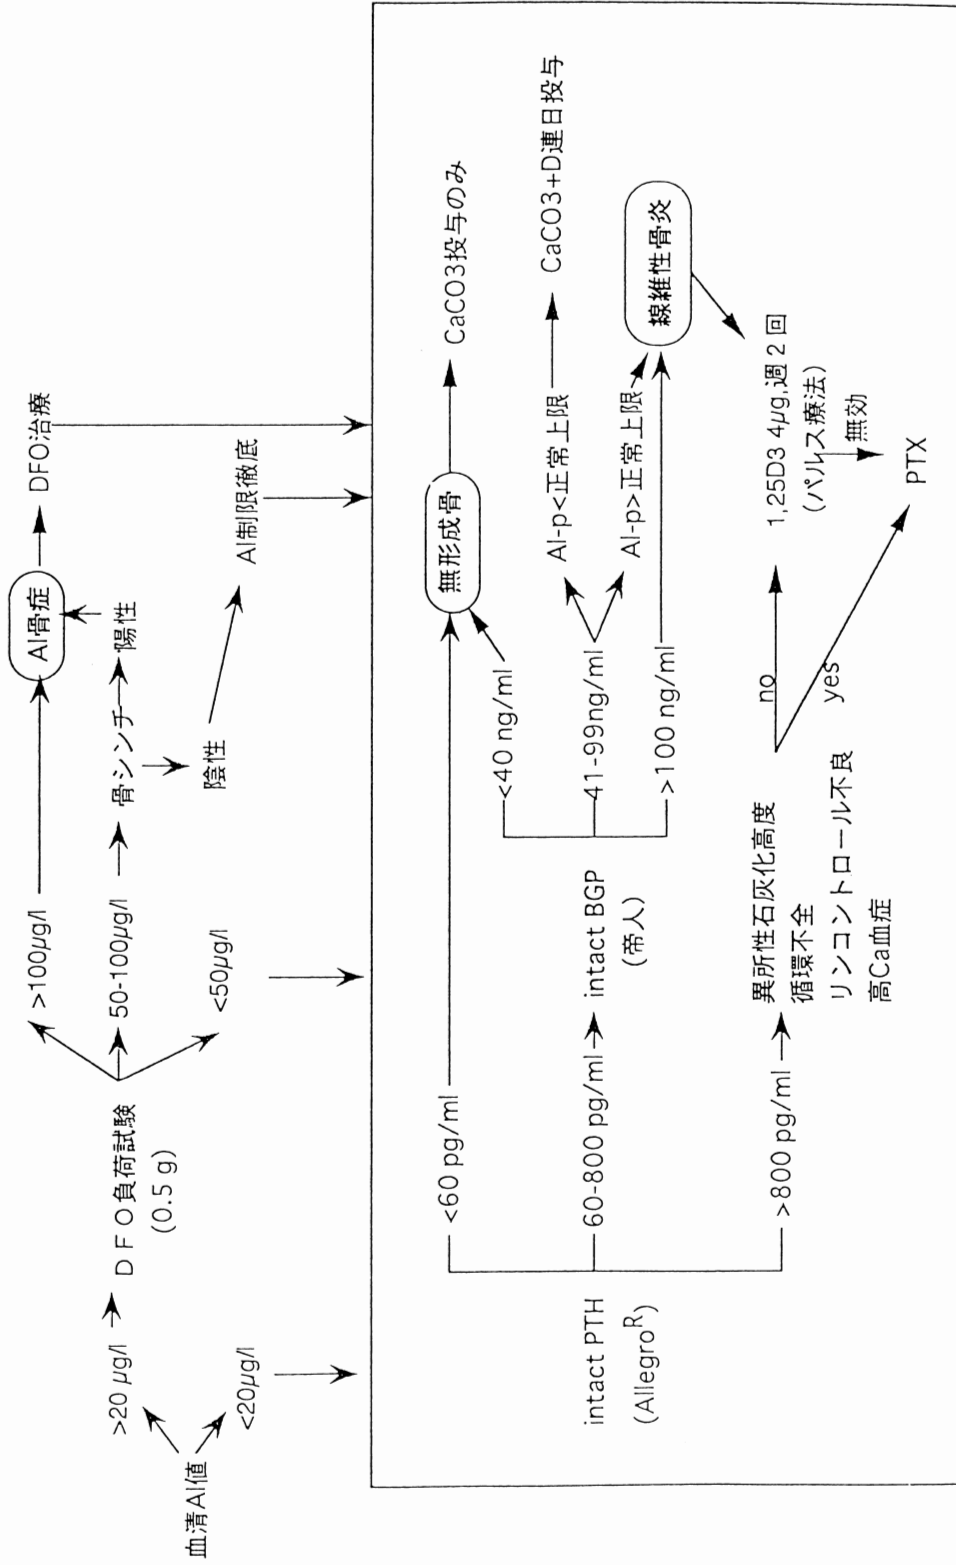 血清Al値
>20 μg/l
<20μg/l
ＤＦＯ負荷試験
(0.5 g)
>100μg/l
50-100μg/l
<50μg/l
骨シンチ
陽性
陰性
Al骨症
DFO治療
Al制限徹底
intact PTH
(Allegroᴿ)
<60 pg/ml
60-800 pg/ml
>800 pg/ml
intact BGP
(帝人)
<40 ng/ml
41-99ng/ml
>100 ng/ml
無形成骨
CaCO3投与のみ
Al-p<正常上限
CaCO3+D連日投与
Al-p>正常上限
線維性骨炎
異所性石灰化高度
循環不全
リンコントロール不良
高Ca血症
no
yes
1,25D3 4μg,週２回
(パルス療法)
無効
PTX